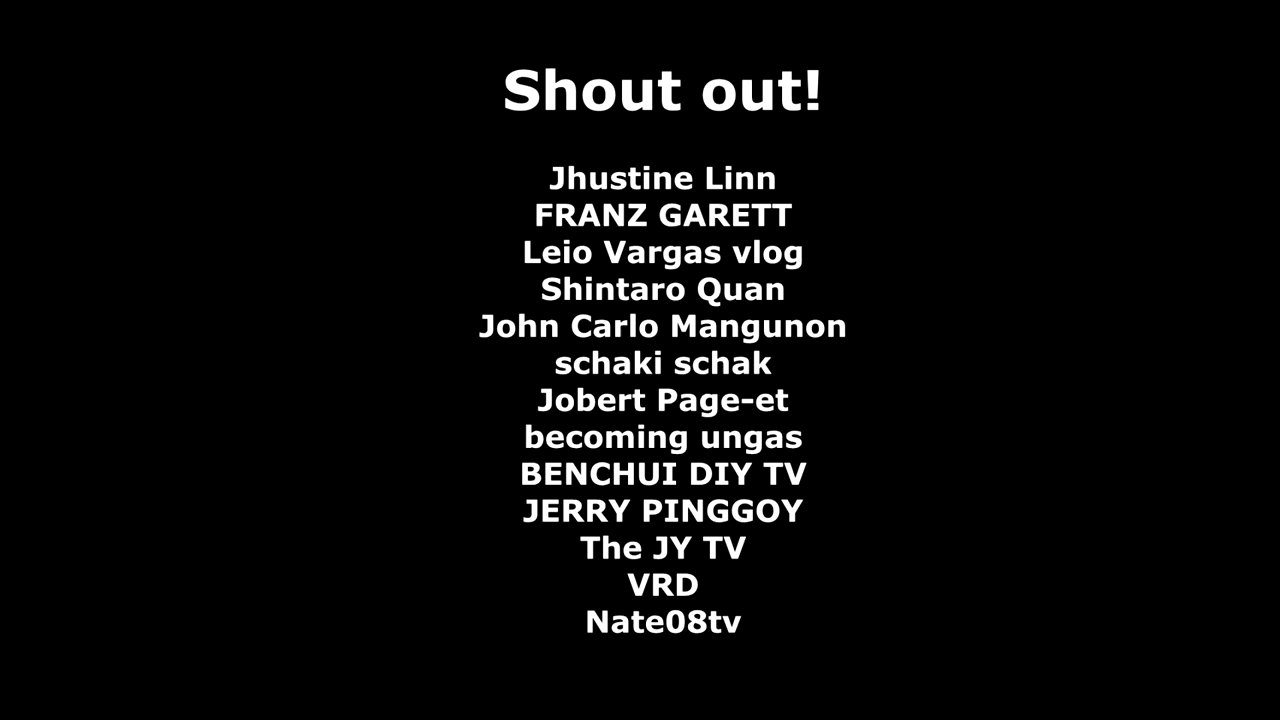 Shout out!
Jhustine Linn
FRANZ GARETT
Leio Vargas vlog
Shintaro Quan
John Carlo Mangunon
schaki schak
Jobert Page-et
becoming ungas
BENCHUI DIY TV
JERRY PINGGOY
The JY TV
VRD
Nate08tv